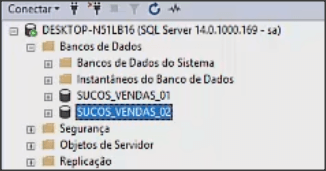 Conectar
DESKTOP-N51LB16 (SQL Server 14.0.1000.169 - sa)
Bancos de Dados
Bancos de Dados do Sistema
Instantâneos do Banco de Dados
SUCOS_VENDAS_01
SUCOS_VENDAS_02
Segurança
Objetos de Servidor
Replicação